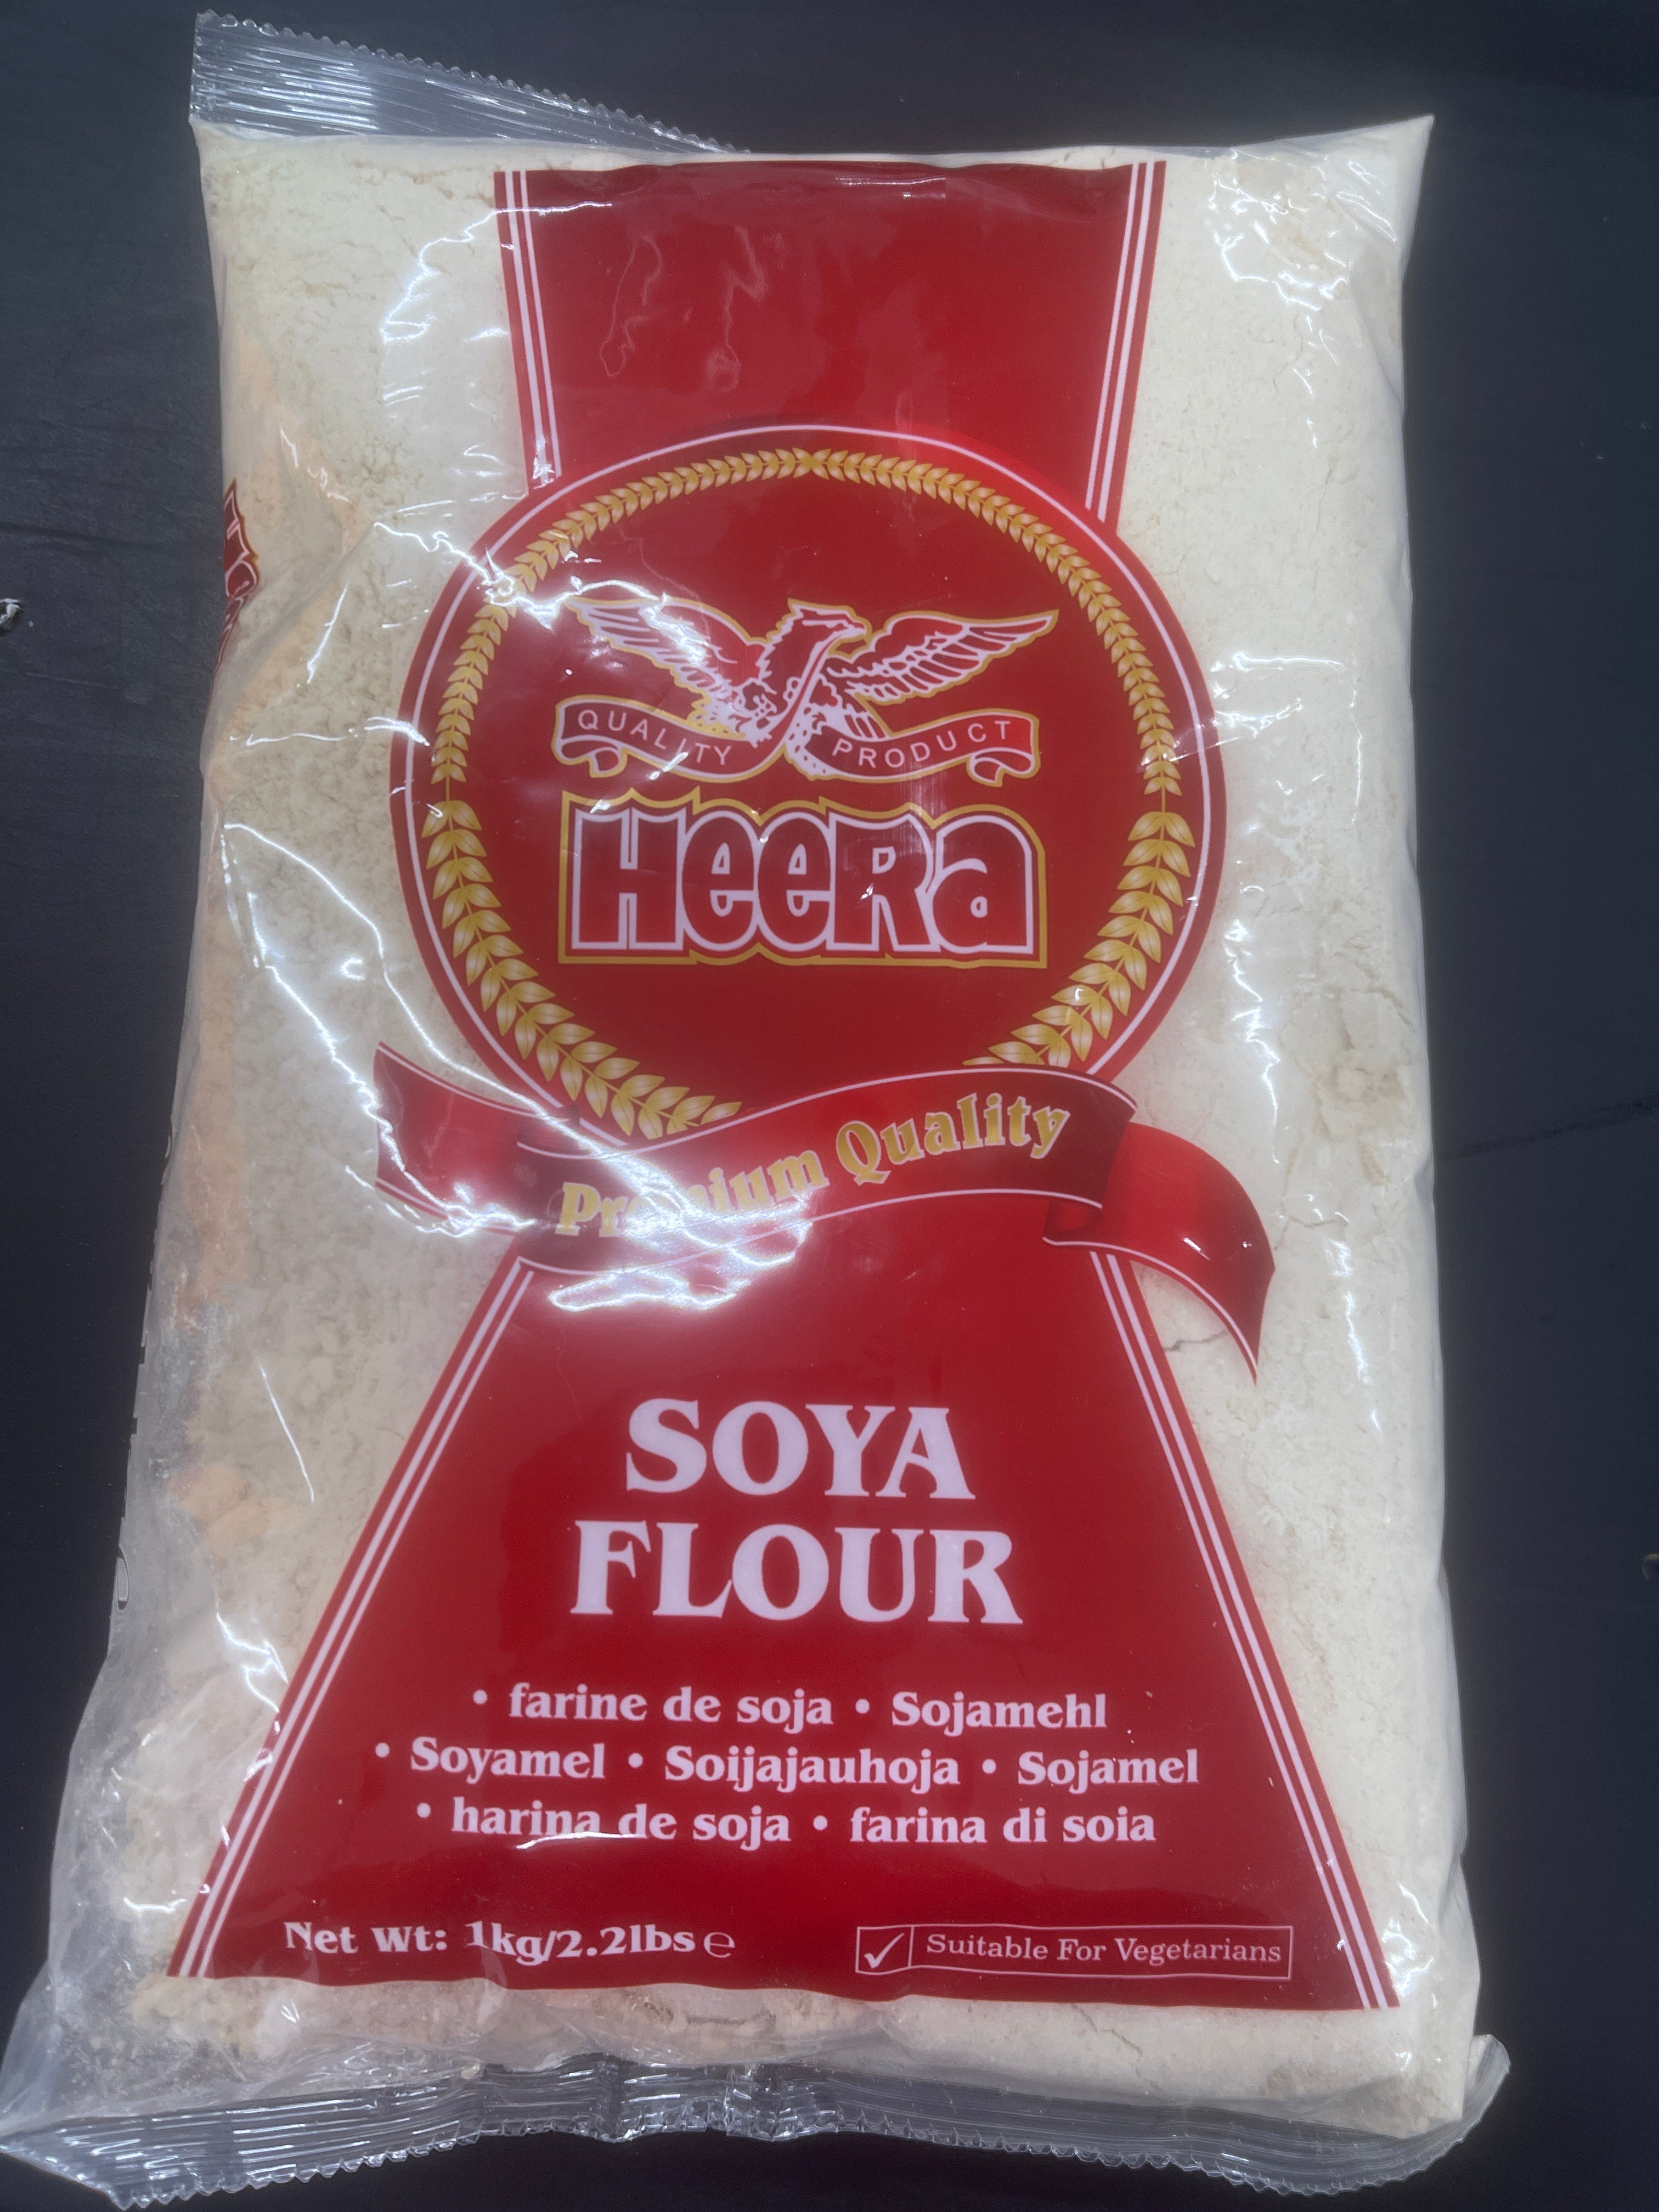 QUALITY PRODUCT
HeeRa
Premium Quality
SOYA
FLOUR
• farine de soja • Sojamehl
• Soyamel • Soijajauhoja • Sojamel
• harina de soja • farina di soia
Net Wt: 1kg/2.2lbs ℮
Suitable For Vegetarians